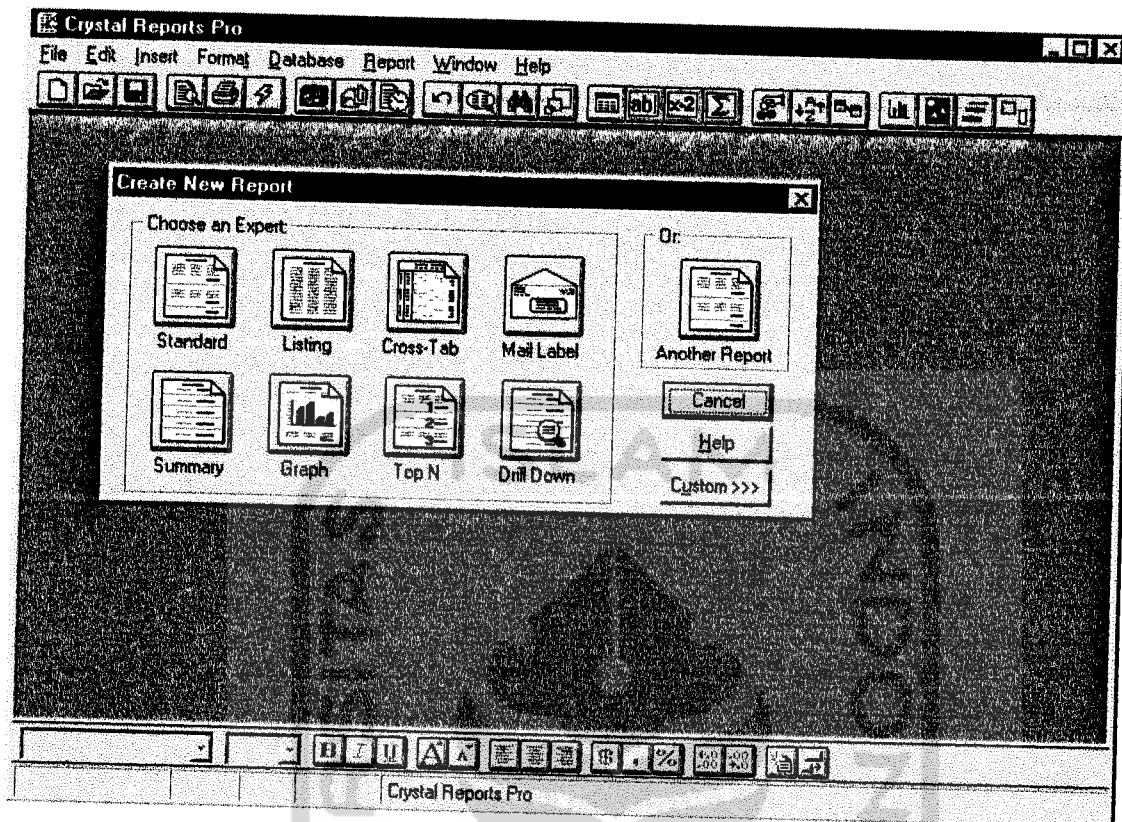 Crystal Reports Pro
File Edit Insert Format Database Report Window Help
Create New Report
Choose an Expert:
Or:
Standard Listing Cross-Tab Mail Label Another Report
Cancel
Help
Summary Graph Top N Drill Down
Custom >>>
ISLAM
B I U A A $ , %
Crystal Reports Pro